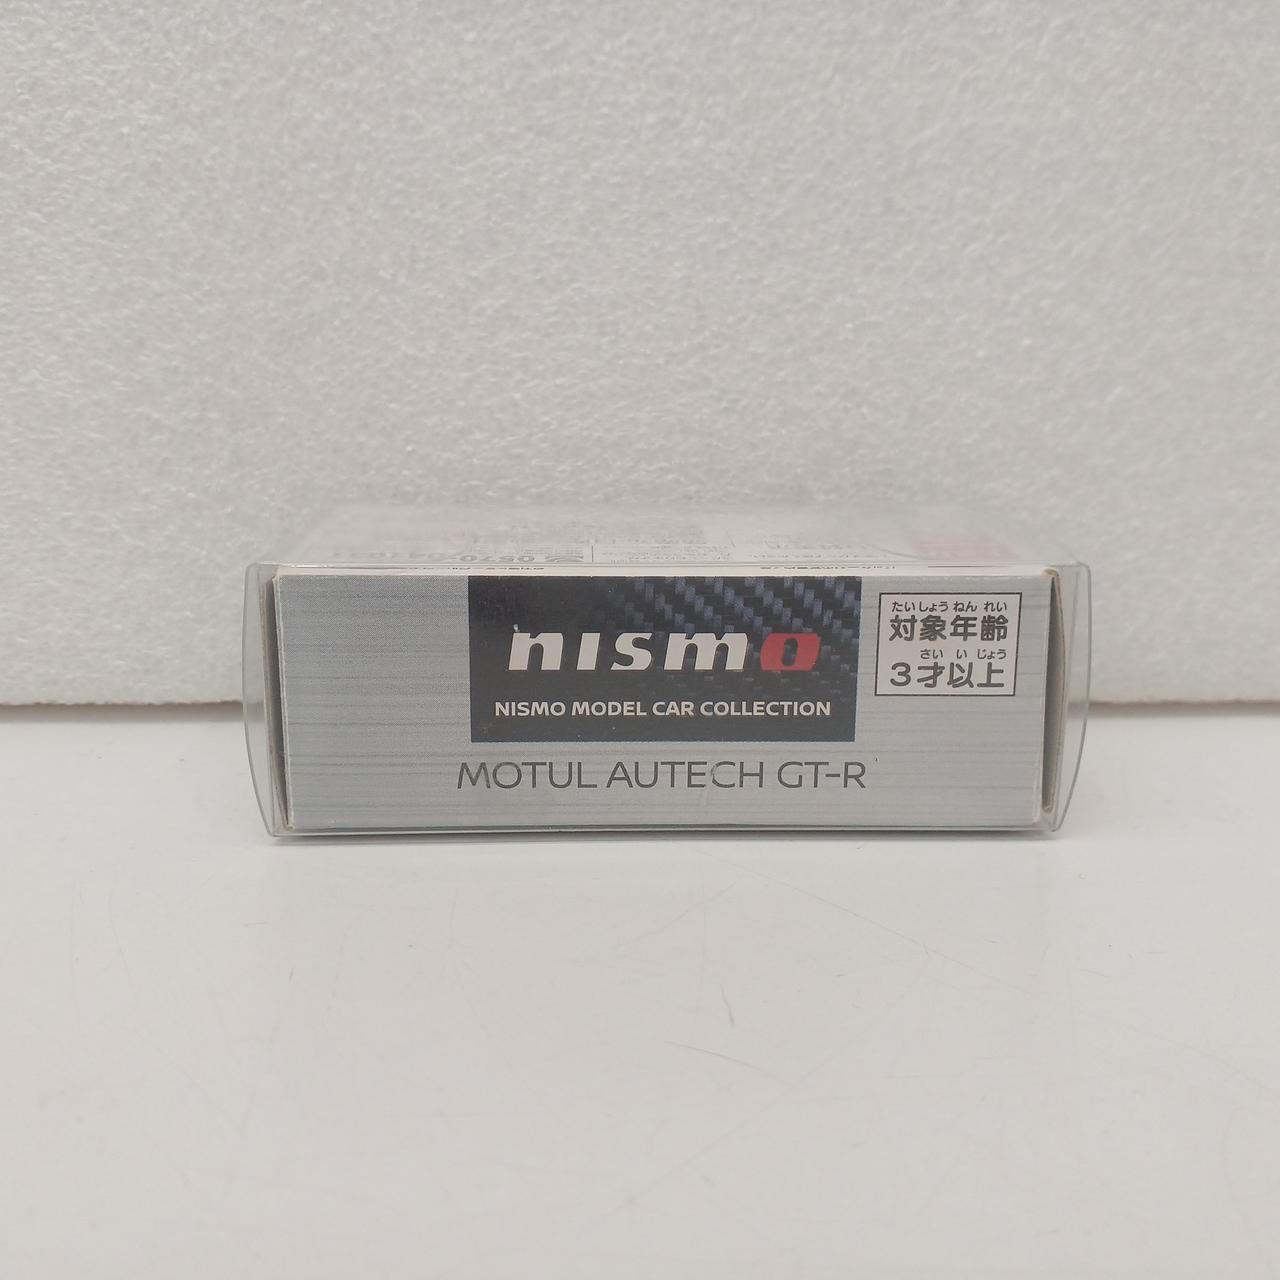 nismo
NISMO MODEL CAR COLLECTION
MOTUL AUTECH GT-R
たいしょう ねん れい
対象年齢
さい い じょう
3才以上